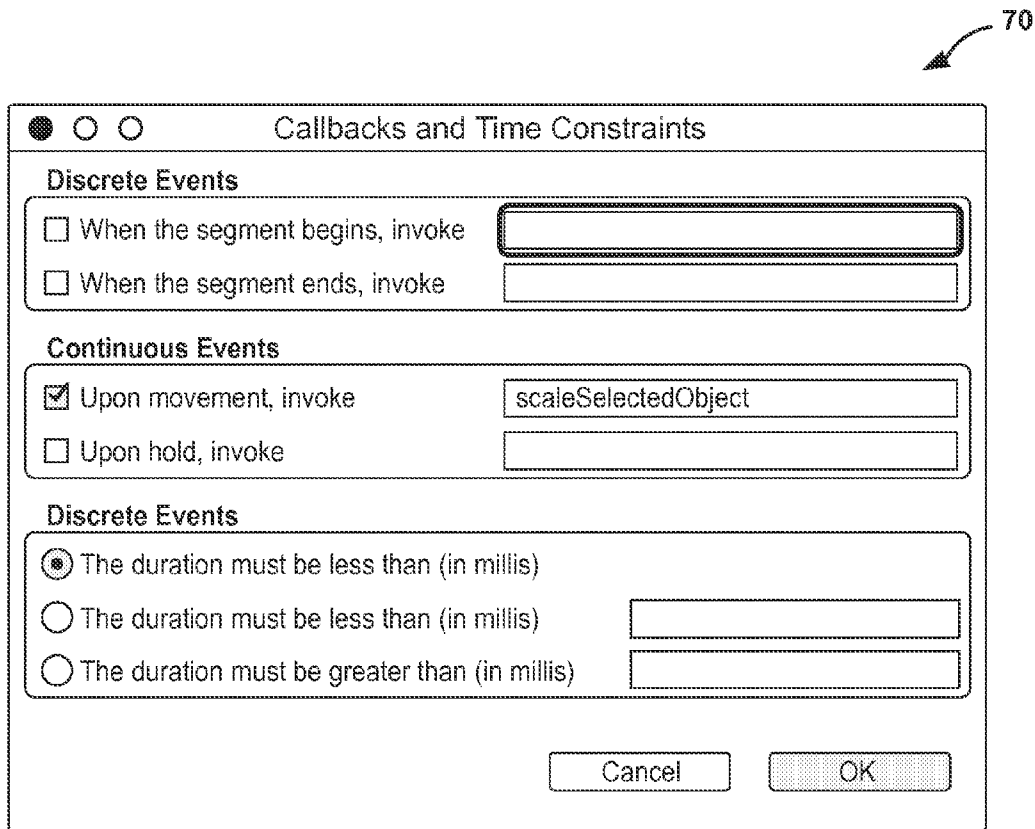 70
Callbacks and Time Constraints
Discrete Events
When the segment begins, invoke
When the segment ends, invoke
Continuous Events
Upon movement, invoke scaleSelectedObject
Upon hold, invoke
Discrete Events
The duration must be less than (in millis)
The duration must be less than (in millis)
The duration must be greater than (in millis)
Cancel OK